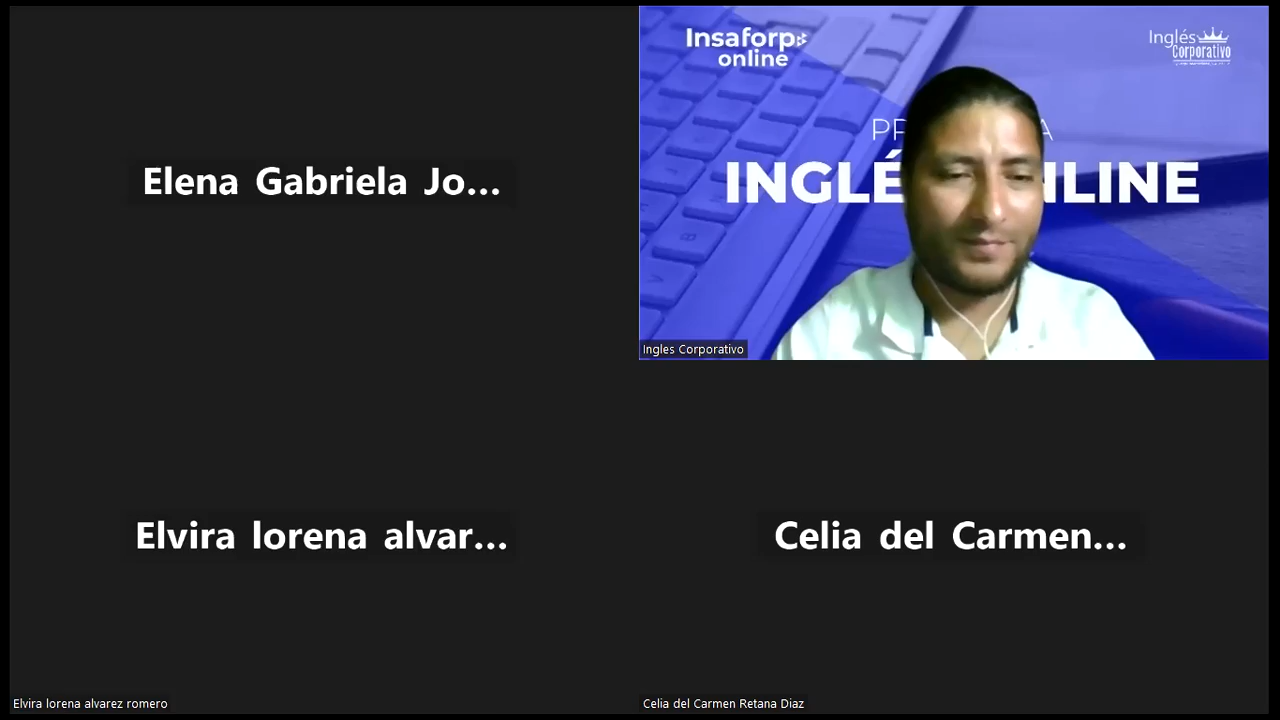 Elena Gabriela Jo...
Insaforp
online
Inglés
Corporativo
INGLÉ NLINE
Ingles Corporativo
Elvira lorena alvar...
Celia del Carmen...
Elvira lorena alvarez romero
Celia del Carmen Retana Diaz